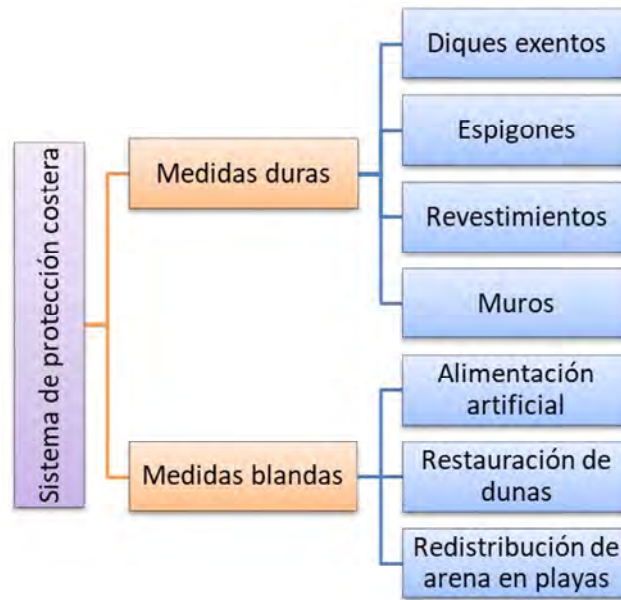 Sistema de protección costera
Medidas duras
Diques exentos
Espigones
Revestimientos
Muros
Medidas blandas
Alimentación
artificial
Restauración de
dunas
Redistribución de
arena en playas